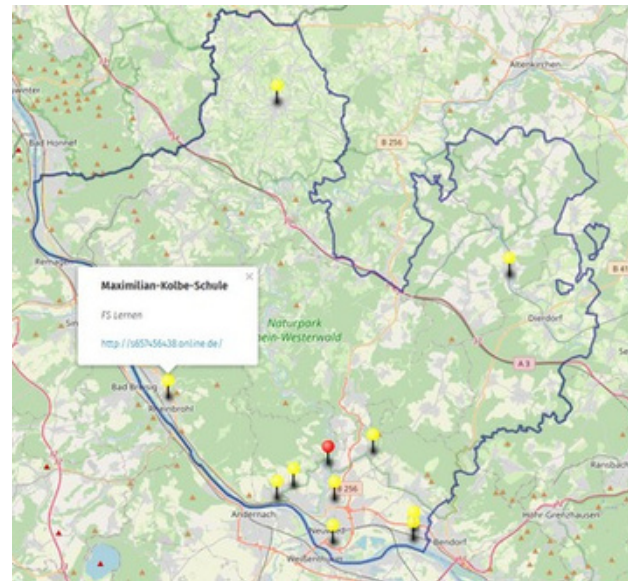 Altenkirchen
Bad Honnef
B 256
Remagen
Maximilian-Kolbe-Schule
FS Lernen
http://s657456438.online.de/
Naturpark
Rhein-Westerwald
Dierdorf
A 3
Bad Breisig
Rheinbrohl
Ransbach
B 256
Andernach
Neuwied
Höhr-Grenzhausen
Bendorf
Weißenthurm